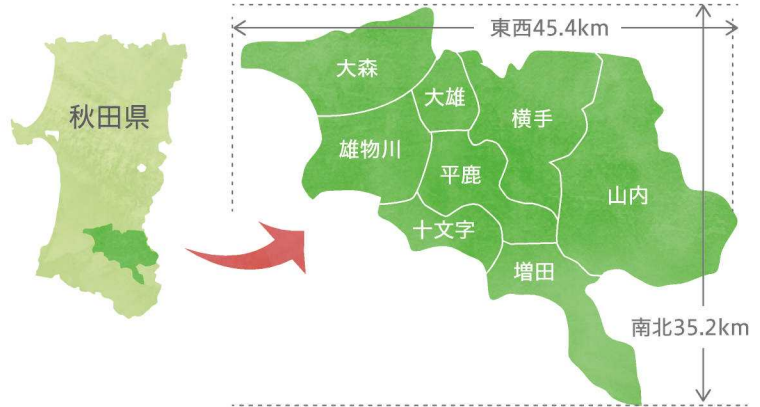 秋田県
東西45.4km
大森
大雄
横手
雄物川
平鹿
山内
十文字
増田
南北35.2km